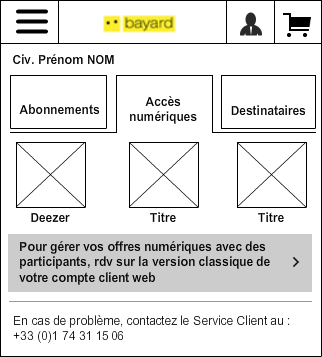 bayard
Civ. Prénom NOM
Abonnements
Accès
numériques
Destinataires
Deezer
Titre
Titre
Pour gérer vos offres numériques avec des
participants, rdv sur la version classique de
votre compte client web
En cas de problème, contactez le Service Client au :
+33 (0)1 74 31 15 06